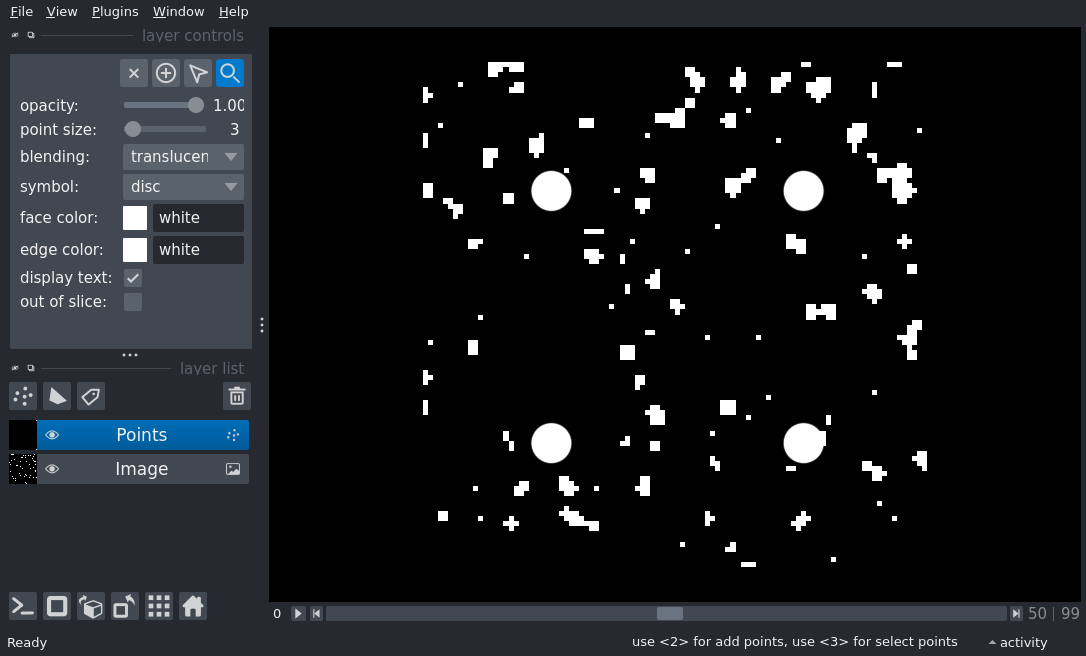 File View Plugins Window Help
layer controls
opacity: 1.00
point size: 3
blending: translucen
symbol: disc
face color: white
edge color: white
display text:
out of slice:
layer list
Points
Image
0 50 | 99
Ready use <2> for add points, use <3> for select points activity